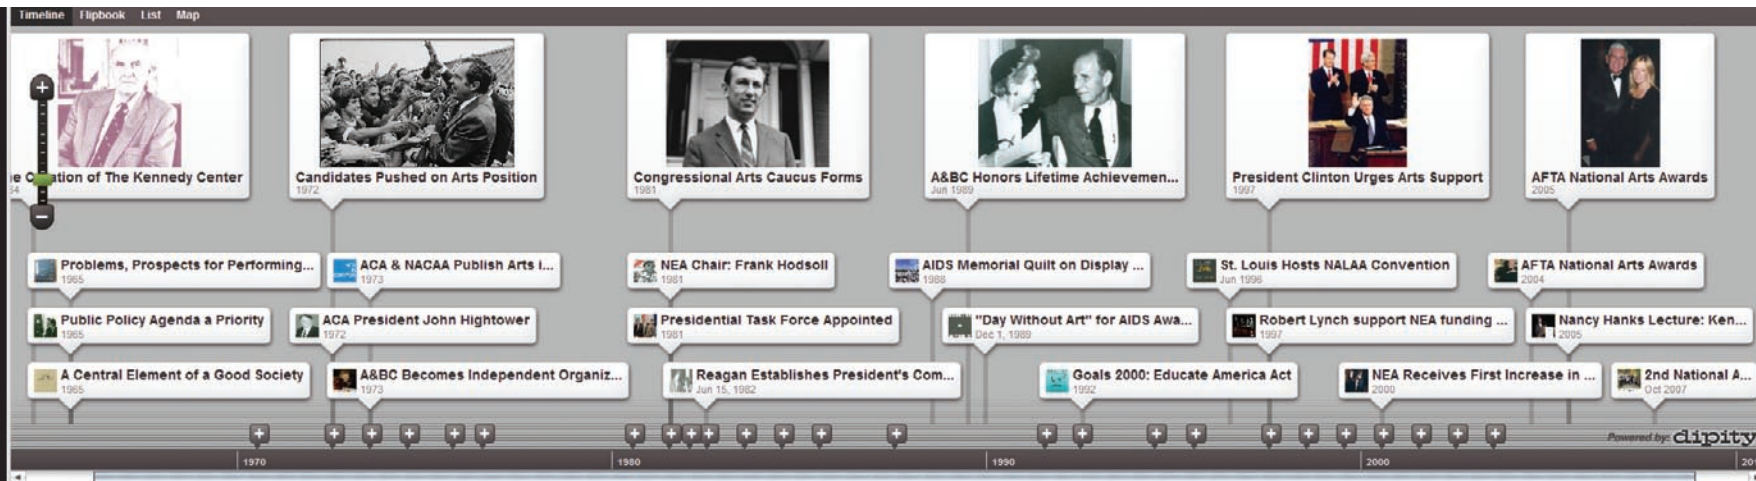 Timeline Flipbook List Map
e C ation of The Kennedy Center
Candidates Pushed on Arts Position
1972
Congressional Arts Caucus Forms
1981
A&BC Honors Lifetime Achievemen...
Jun 1989
President Clinton Urges Arts Support
1997
AFTA National Arts Awards
2005
Problems, Prospects for Performing...
1965
ACA & NACAA Publish Arts i...
1973
NEA Chair: Frank Hodsoll
1981
AIDS Memorial Quilt on Display ...
1988
St. Louis Hosts NALAA Convention
Jun 1996
AFTA National Arts Awards
2004
Public Policy Agenda a Priority
1965
ACA President John Hightower
1972
Presidential Task Force Appointed
1981
"Day Without Art" for AIDS Awa...
Dec 1, 1989
Robert Lynch support NEA funding ...
1997
Nancy Hanks Lecture: Ken...
2005
A Central Element of a Good Society
1965
A&BC Becomes Independent Organiz...
1973
Reagan Establishes President's Com...
Jun 15, 1982
Goals 2000: Educate America Act
1992
NEA Receives First Increase in ...
2000
2nd National A...
Oct 2007
Powered by: dipity
1970 1980 1990 2000 20